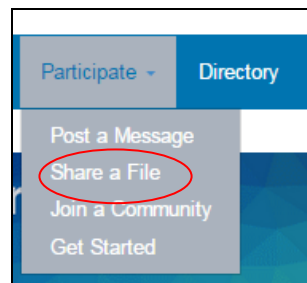 Participate Directory
Post a Message
Share a File
Join a Community
Get Started